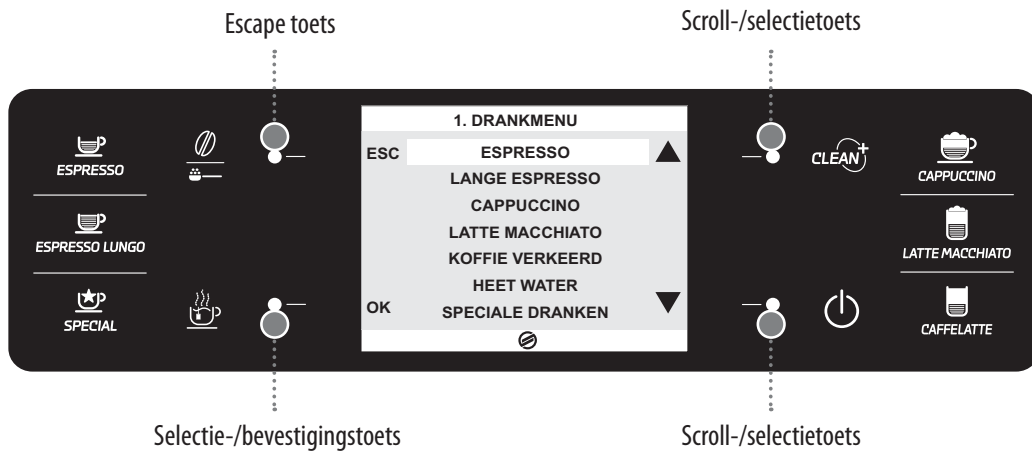 Escape toets
Scroll-/selectietoets
ESPRESSO
ESPRESSO LUNGO
SPECIAL
1. DRANKMENU
ESC
ESPRESSO
LANGE ESPRESSO
CAPPUCCINO
LATTE MACCHIATO
KOFFIE VERKEERD
HEET WATER
OK
SPECIALE DRANKEN
CLEAN+
CAPPUCCINO
LATTE MACCHIATO
CAFFELATTE
Selectie-/bevestigingstoets
Scroll-/selectietoets